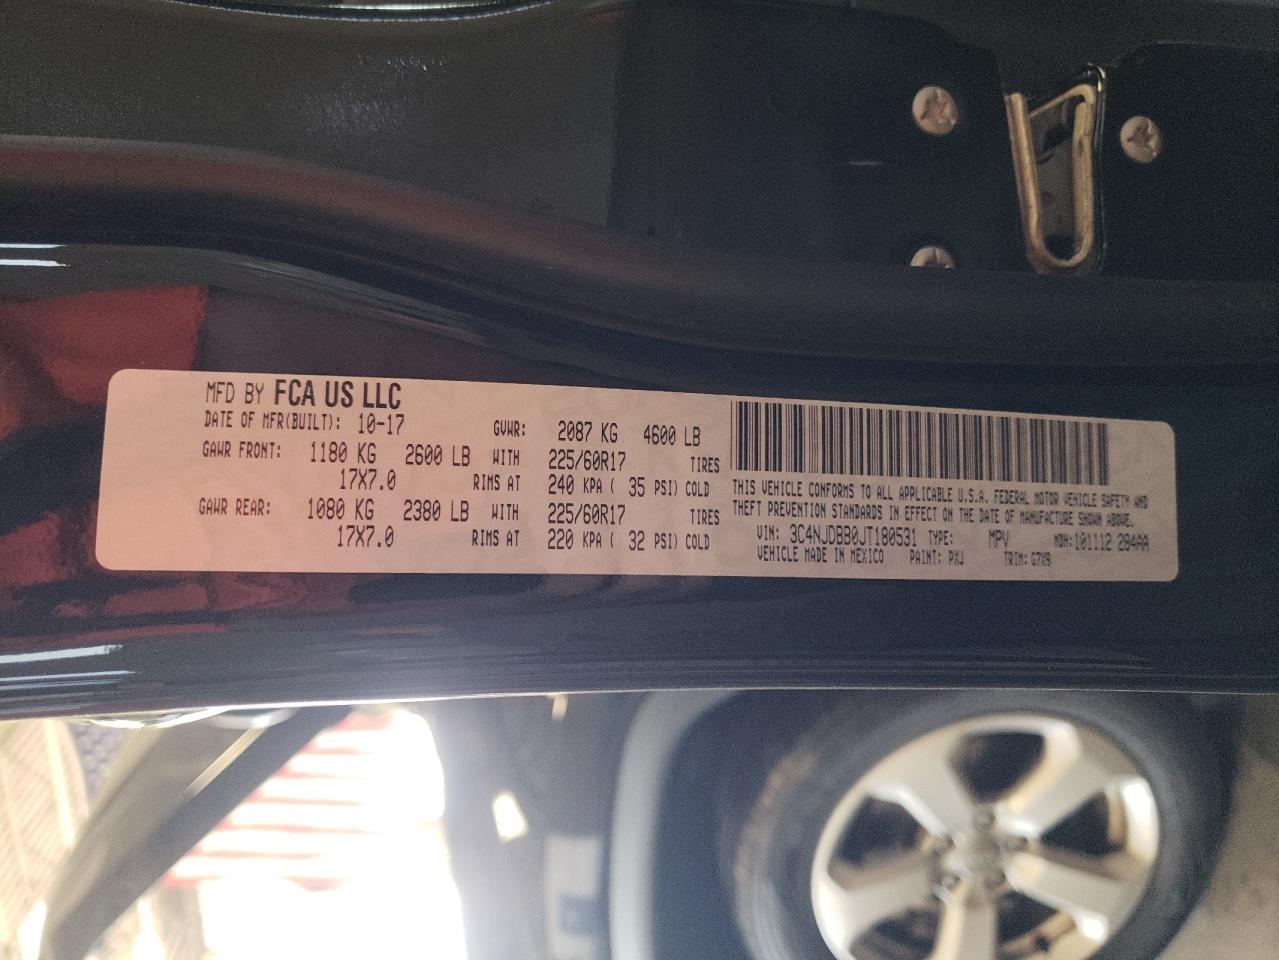 MFD BY FCA US LLC
DATE OF MFR(BUILT): 10-17 GVWR: 2087 KG 4600 LB
GAWR FRONT: 1180 KG 2600 LB WITH 225/60R17 TIRES
17X7.0 RIMS AT 240 KPA ( 35 PSI) COLD
GAWR REAR: 1080 KG 2380 LB WITH 225/60R17 TIRES
17X7.0 RIMS AT 220 KPA ( 32 PSI) COLD
THIS VEHICLE CONFORMS TO ALL APPLICABLE U.S.A. FEDERAL MOTOR VEHICLE SAFETY AND
THEFT PREVENTION STANDARDS IN EFFECT ON THE DATE OF MANUFACTURE SHOWN ABOVE.
VIN: 3C4NJDBB0JT180531 TYPE: MPV MDH:101112 284AA
VEHICLE MADE IN MEXICO PAINT: PXJ TRIM: G7X9